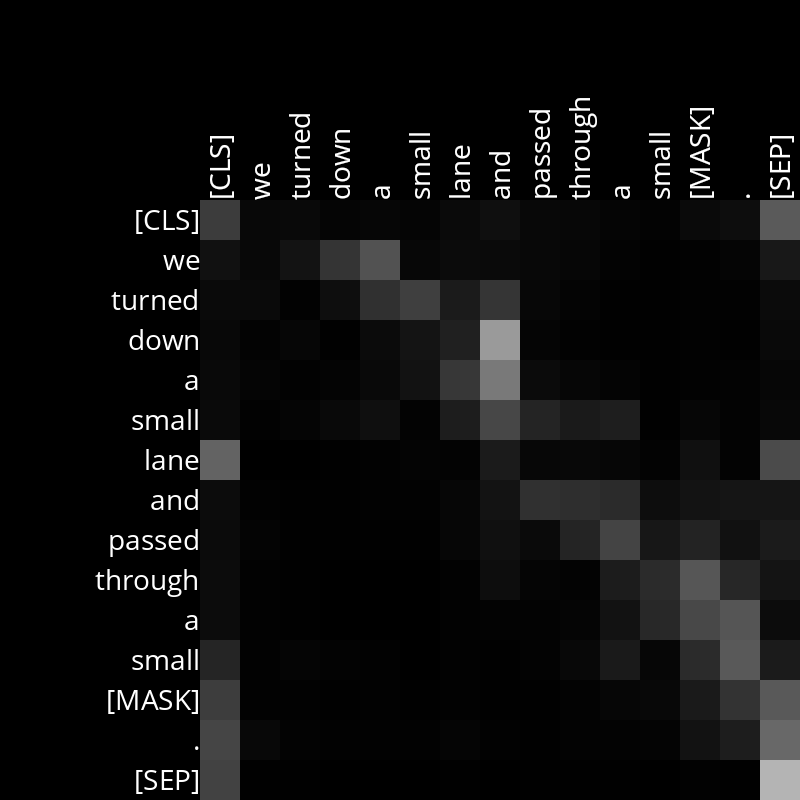 [CLS] we turned down a small lane and passed through a small [MASK] . [SEP]
[CLS]
we
turned
down
a
small
lane
and
passed
through
a
small
[MASK]
.
[SEP]